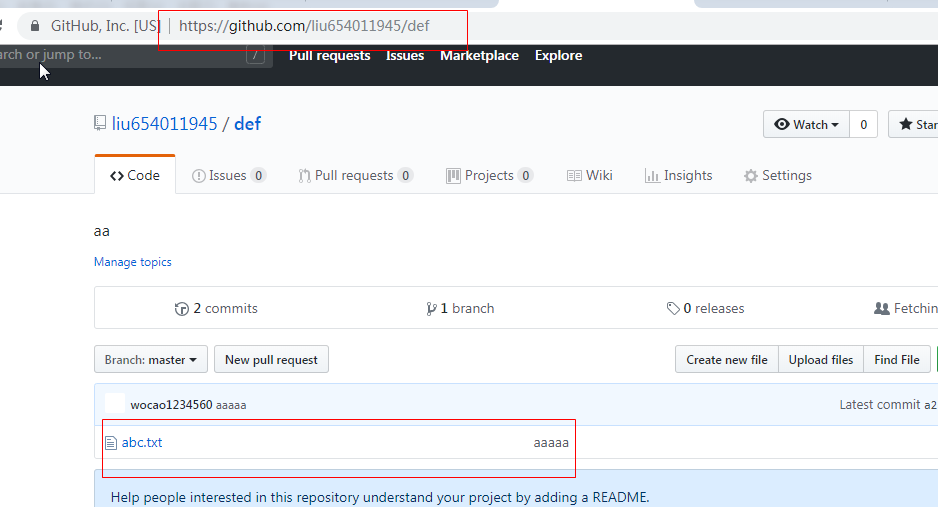 GitHub, Inc. [US] https://github.com/liu654011945/def
arch or jump to... / Pull requests Issues Marketplace Explore
liu654011945 / def Watch 0 Star
Code Issues 0 Pull requests 0 Projects 0 Wiki Insights Settings
aa
Manage topics
2 commits 1 branch 0 releases Fetchin
Branch: master New pull request Create new file Upload files Find File
wocao1234560 aaaaa Latest commit a2
abc.txt aaaaa
Help people interested in this repository understand your project by adding a README.